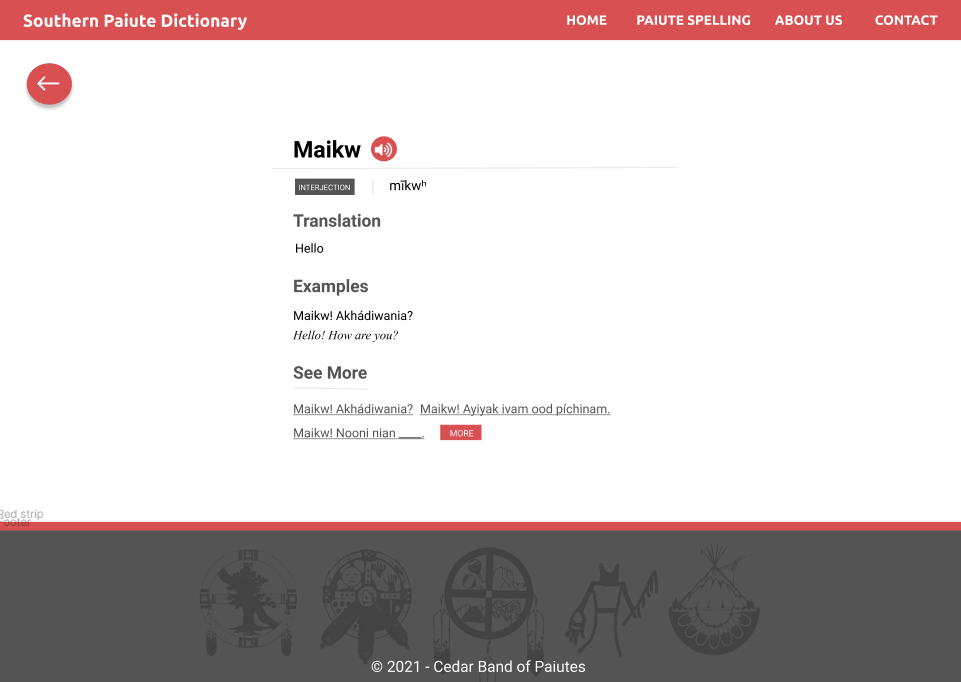 Southern Paiute Dictionary HOME PAIUTE SPELLING ABOUT US CONTACT
Maikw
INTERJECTION mīkwʰ
Translation
Hello
Examples
Maikw! Akhádiwania?
Hello! How are you?
See More
Maikw! Akhádiwania? Maikw! Ayiyak ivam ood píchinam.
Maikw! Nooni nian ____. MORE
Red strip
Footer
© 2021 - Cedar Band of Paiutes